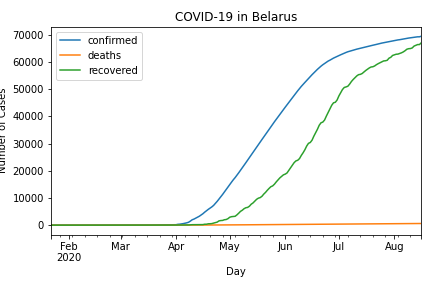 COVID-19 in Belarus
70000
60000
50000
40000
30000
20000
10000
0
Number of Cases
confirmed
deaths
recovered
Feb
2020
Mar
Apr
May
Jun
Jul
Aug
Day